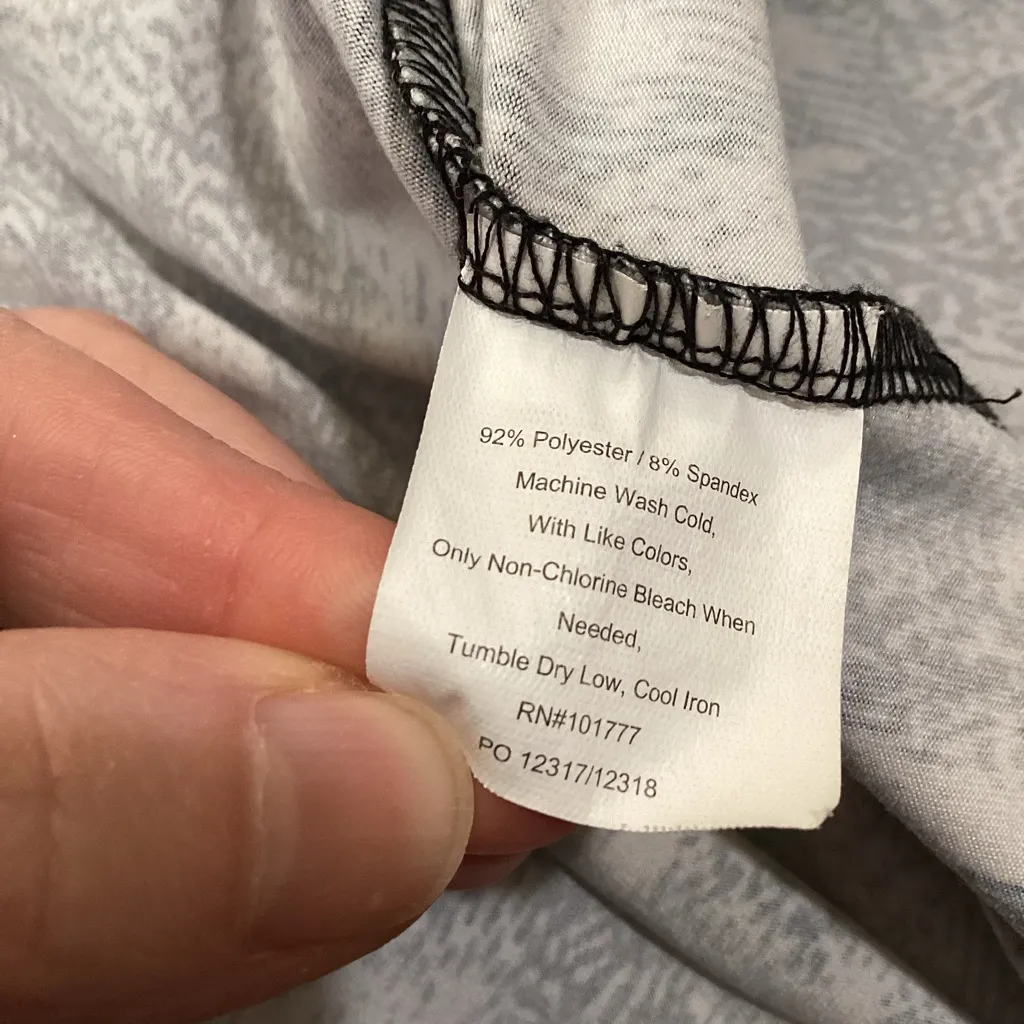 92% Polyester / 8% Spandex
Machine Wash Cold,
With Like Colors,
Only Non-Chlorine Bleach When
Needed,
Tumble Dry Low, Cool Iron
RN#101777
PO 12317/12318